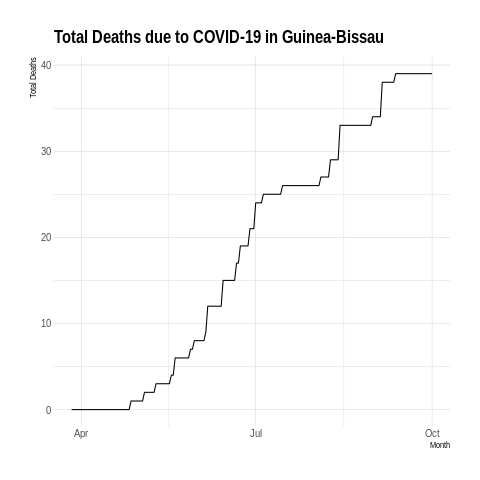 Total Deaths due to COVID-19 in Guinea-Bissau
Total Deaths
40
30
20
10
0
Apr
Jul
Oct
Month